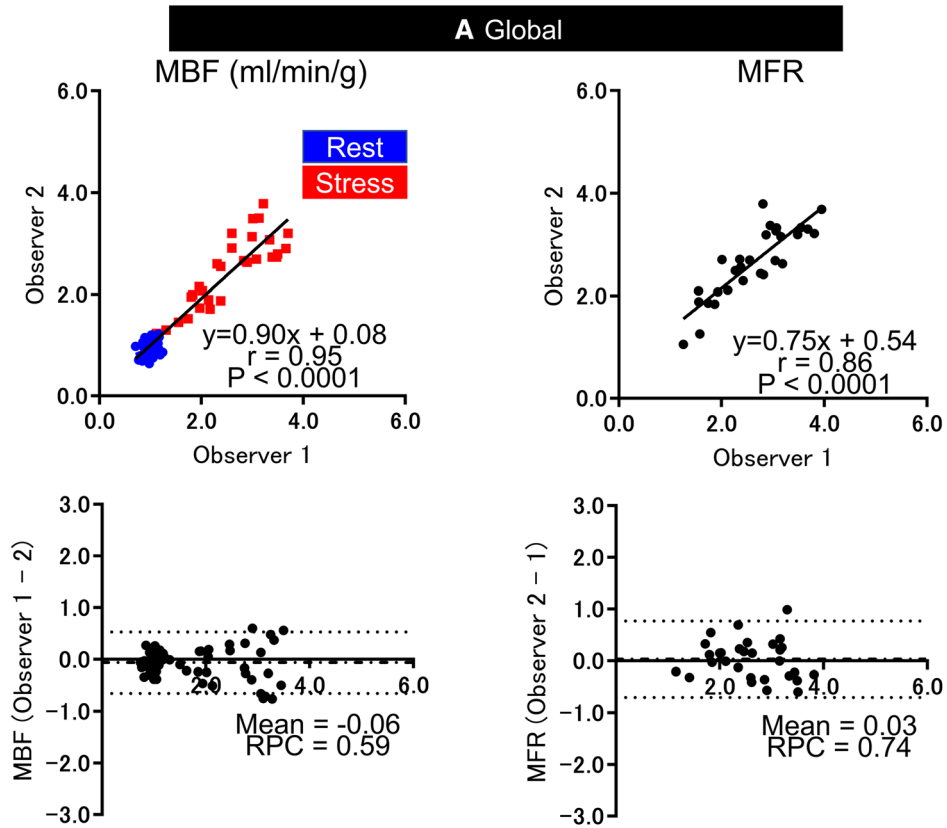 A Global
MBF (ml/min/g)
6.0
4.0
2.0
0.0
0.0 2.0 4.0 6.0
Observer 2
Observer 1
Rest
Stress
y=0.90x + 0.08
r = 0.95
P < 0.0001
MFR
6.0
4.0
2.0
0.0
0.0 2.0 4.0 6.0
Observer 2
Observer 1
y=0.75x + 0.54
r = 0.86
P < 0.0001
3.0
2.0
1.0
0.0
−1.0
−2.0
−3.0
2.0 4.0 6.0
MBF (Observer 1 − 2)
Mean = -0.06
RPC = 0.59
3.0
2.0
1.0
0.0
−1.0
−2.0
−3.0
2.0 4.0 6.0
MFR (Observer 2 − 1)
Mean = 0.03
RPC = 0.74